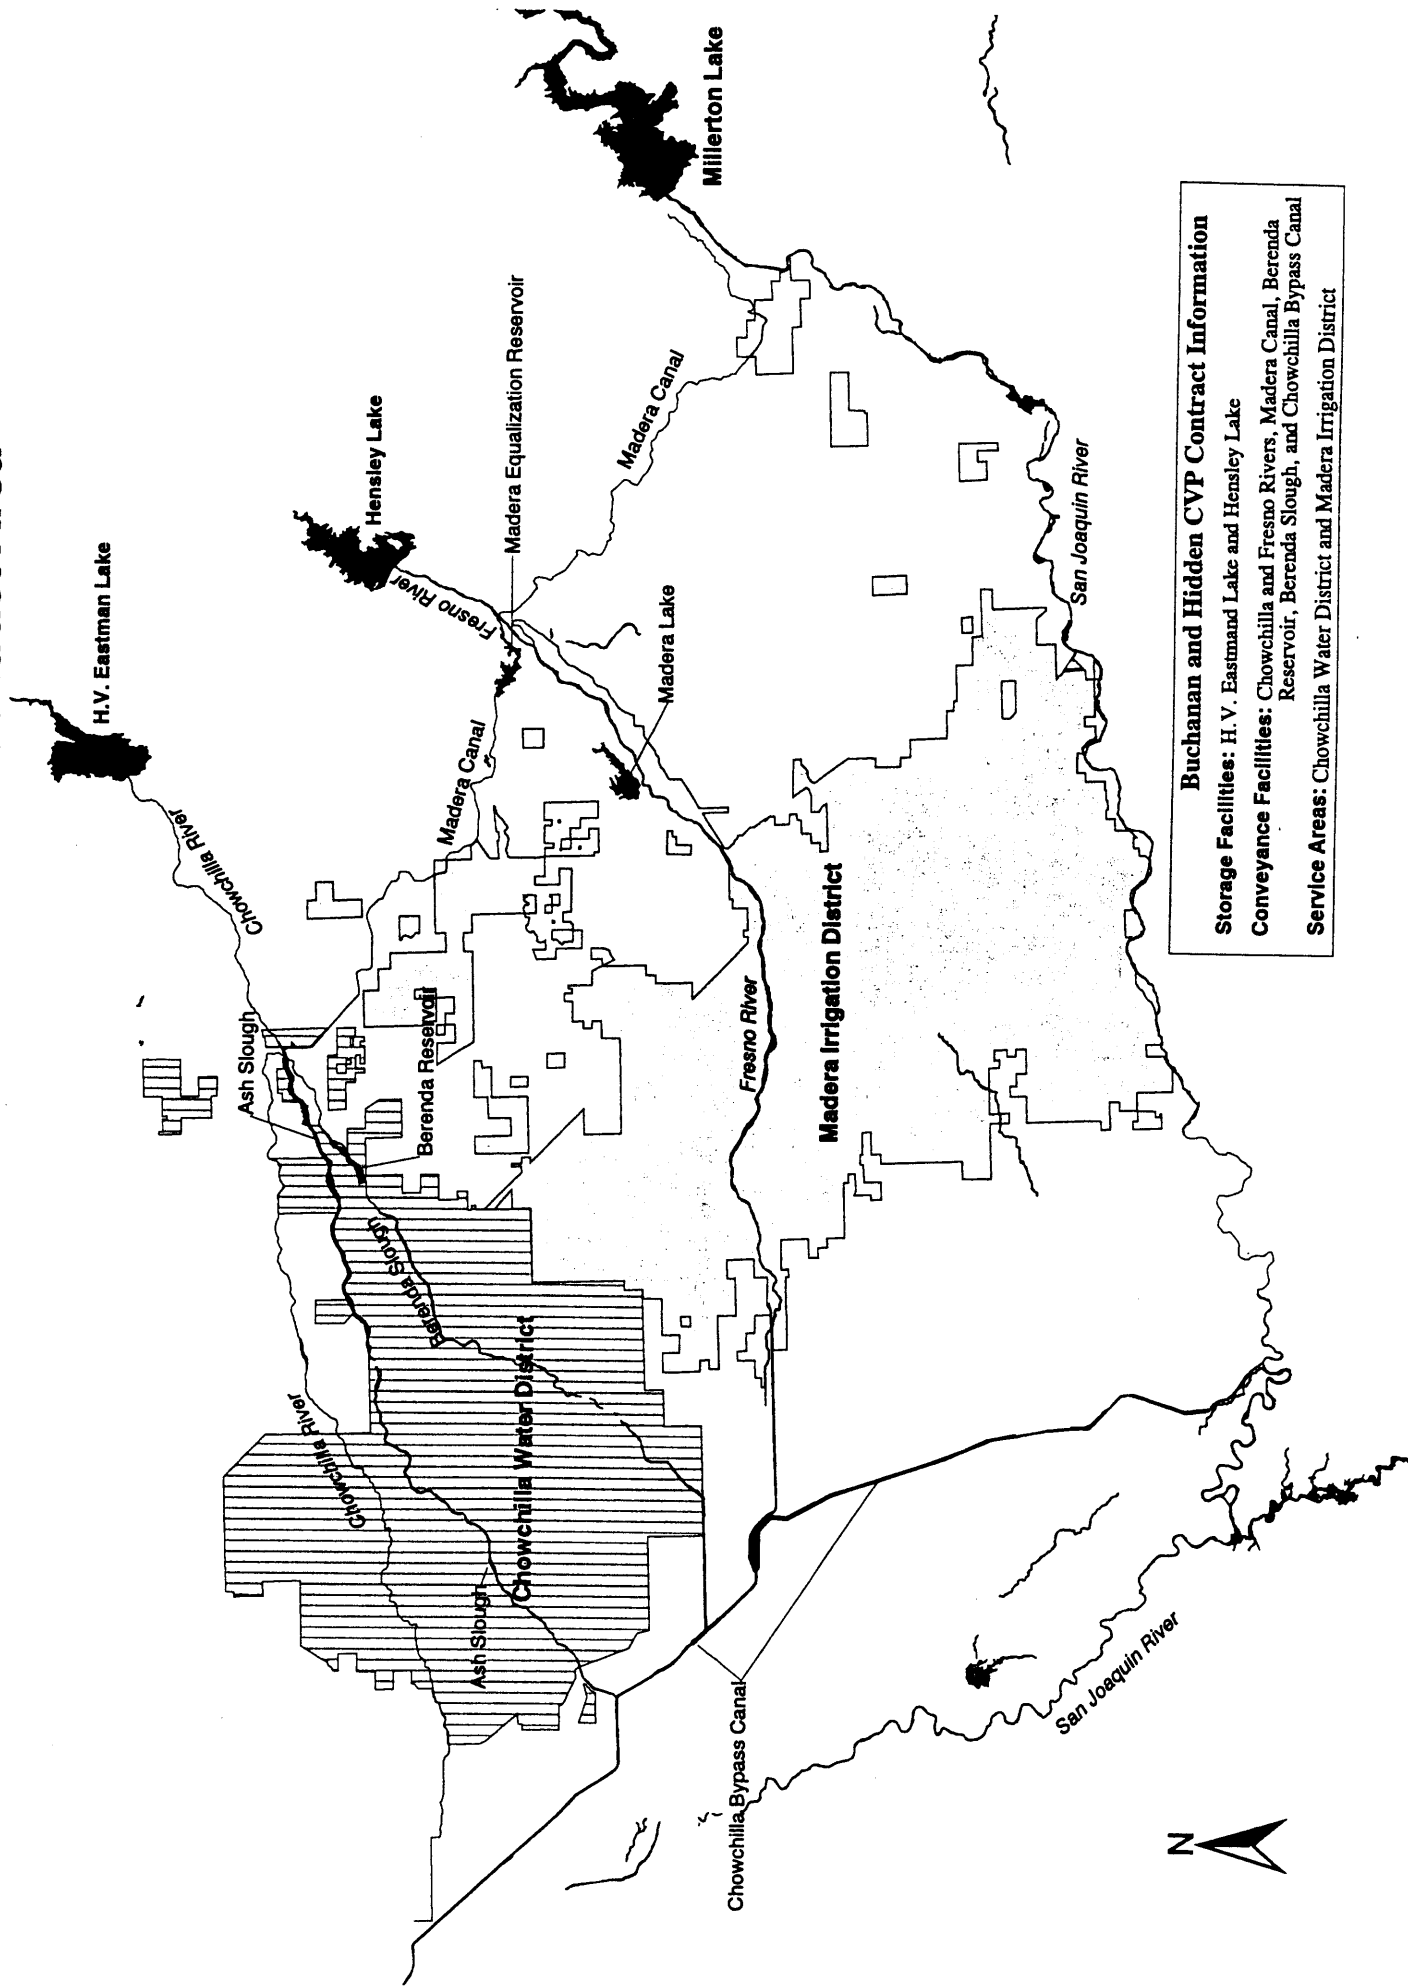 H.V. Eastman Lake
Hensley Lake
Millerton Lake
Chowchilla River
Fresno River
Madera Equalization Reservoir
Madera Canal
Madera Canal
Madera Lake
Ash Slough
Berenda Reservoir
Berenda Slough
Chowchilla River
Chowchilla Water District
Ash Slough
Fresno River
Madera Irrigation District
San Joaquin River
Chowchilla Bypass Canal
San Joaquin River
N
Buchanan and Hidden CVP Contract Information
Storage Facilities: H.V. Eastmand Lake and Hensley Lake
Conveyance Facilities: Chowchilla and Fresno Rivers, Madera Canal, Berenda
Reservoir, Berenda Slough, and Chowchilla Bypass Canal
Service Areas: Chowchilla Water District and Madera Irrigation District